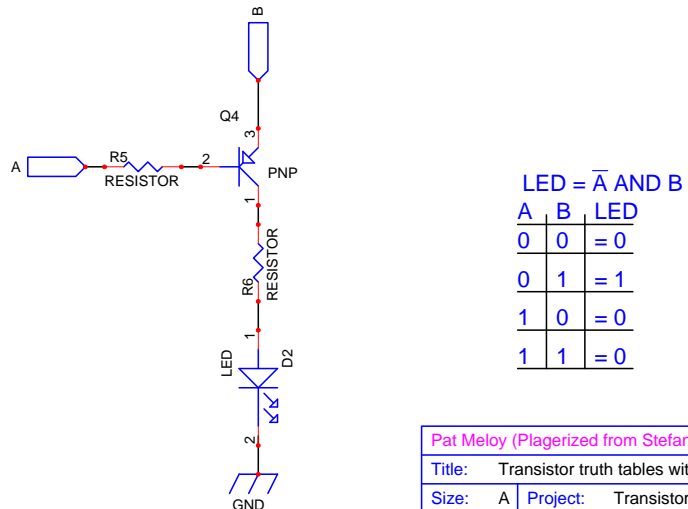 B
Q4
3
A
R5
2
RESISTOR
PNP
1
R6
RESISTOR
1
LED
D2
2
GND
LED = A̅ AND B
A B LED
0 0 = 0
0 1 = 1
1 0 = 0
1 1 = 0
Pat Meloy (Plagerized from Stefan
Title: Transistor truth tables wit
Size: A Project: Transistor